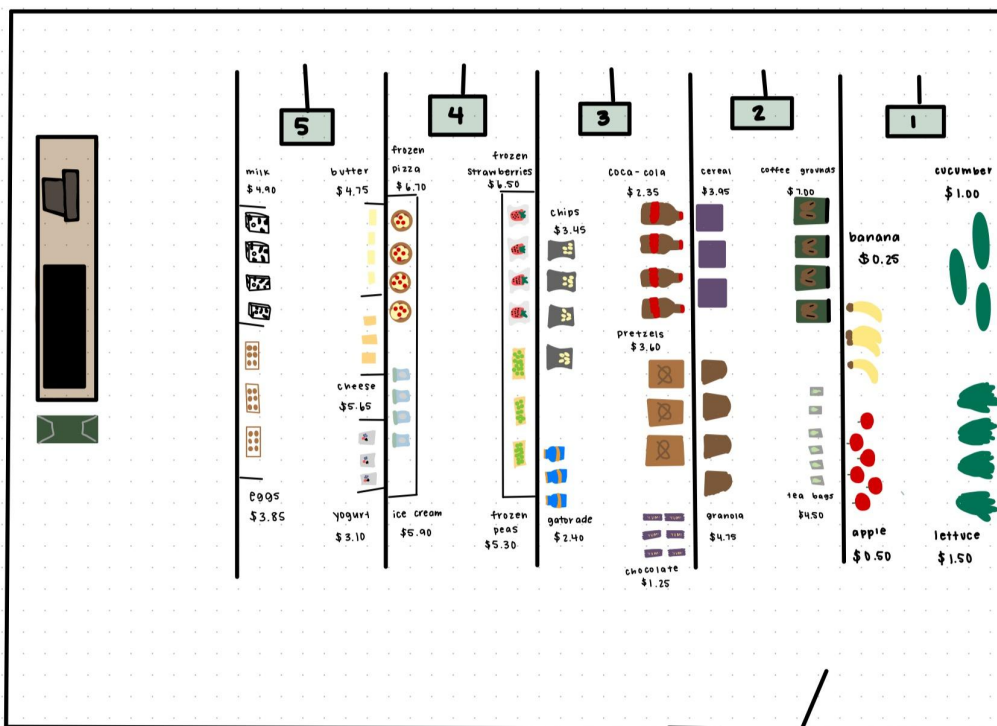 5
4
3
2
1
milk
$4.90
butter
$4.75
eggs
$3.85
cheese
$5.65
yogurt
$3.10
frozen
pizza
$6.70
frozen
strawberries
$6.50
ice cream
$5.90
frozen
peas
$5.30
chips
$3.45
coca-cola
$2.35
pretzels
$3.60
gatorade
$2.40
chocolate
$1.25
cereal
$3.95
coffee grounds
$7.00
granola
$4.75
tea bags
$4.50
banana
$0.25
cucumber
$1.00
apple
$0.50
lettuce
$1.50